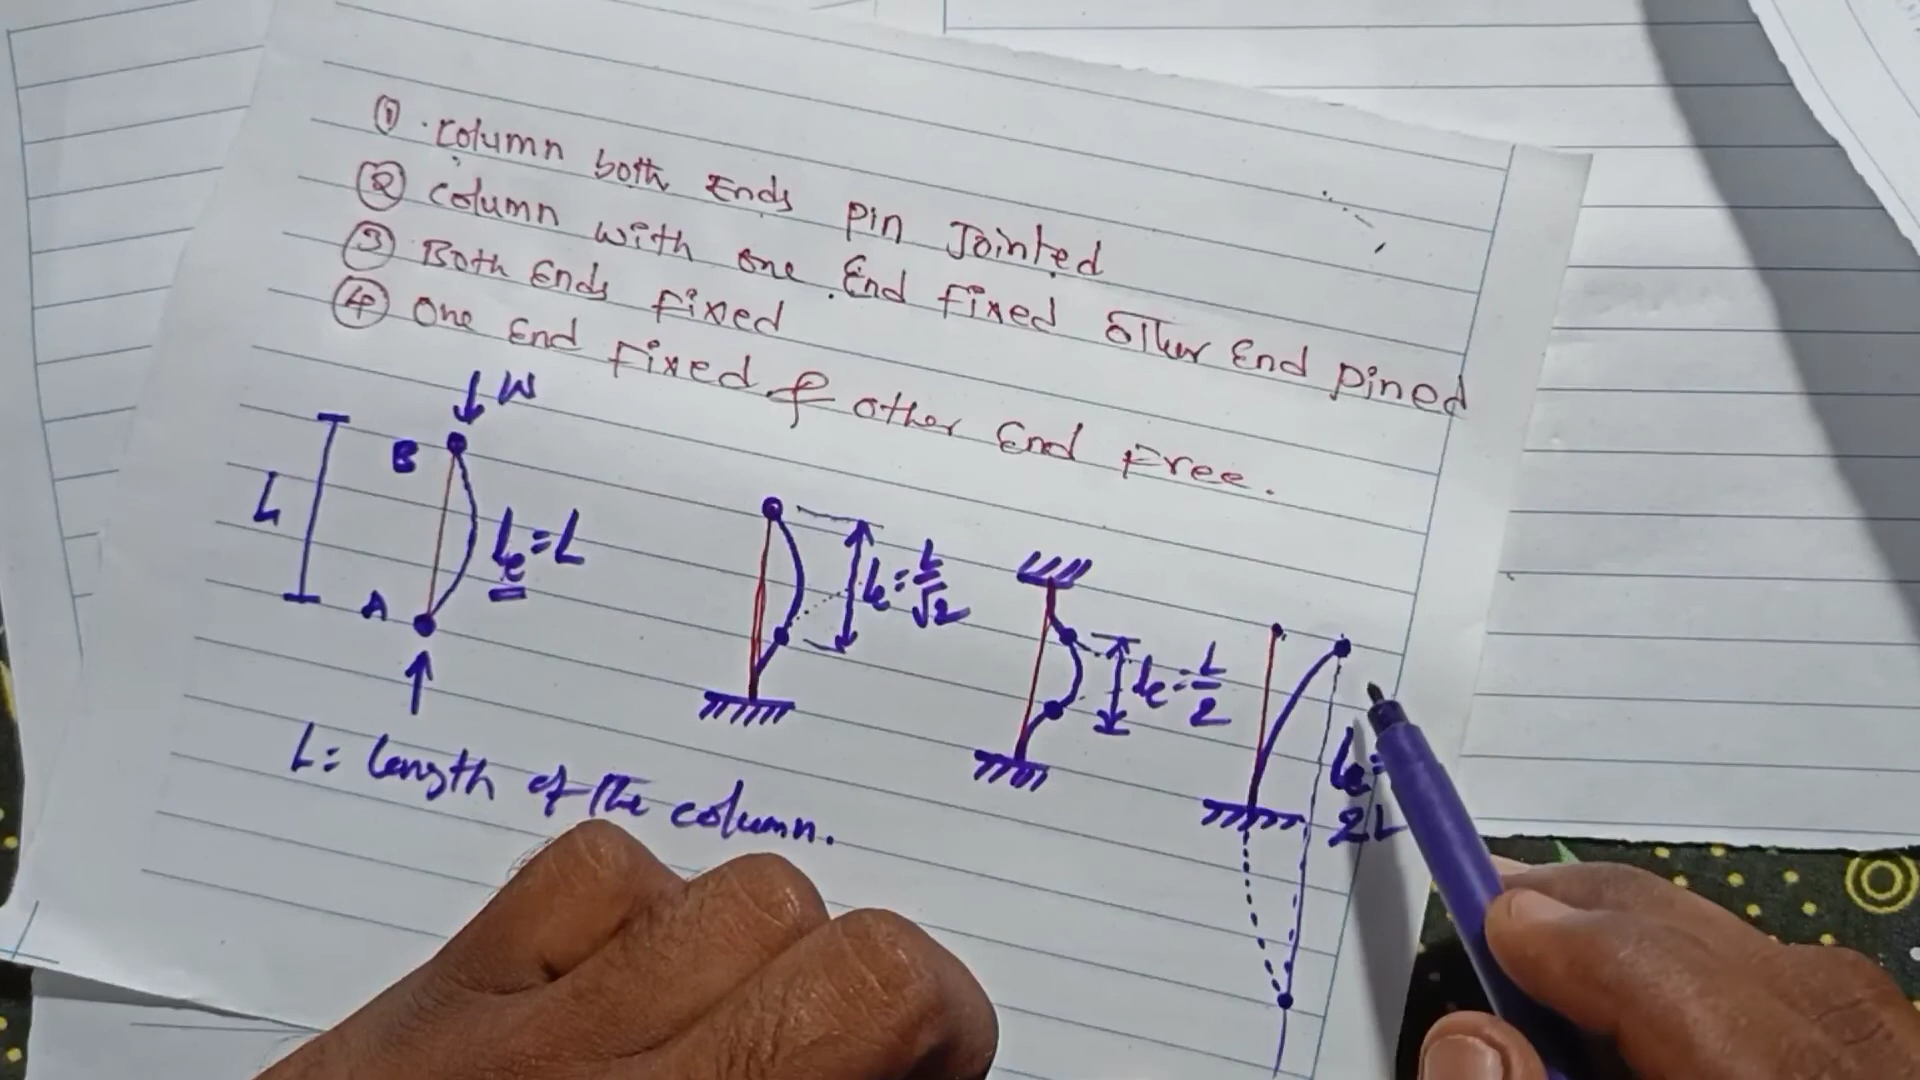 ① column both Ends Pin Jointed
② column with one End fixed other End pined
③ Both Ends fixed
④ One End Fixed & other End Free.
W
B
L
le=L
A
le=L/√2
le=L/2
le=
2L
L= length of the column.